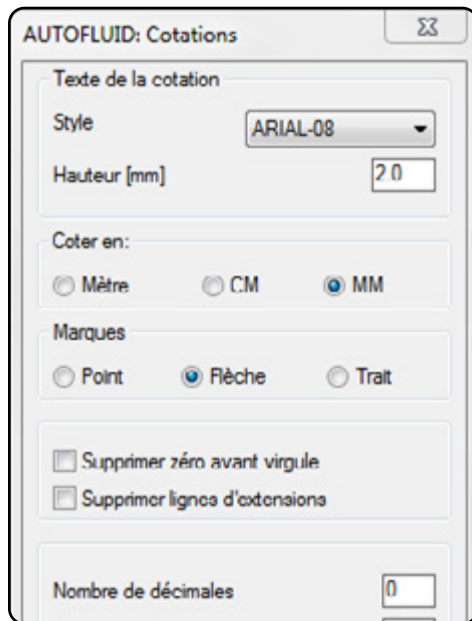 AUTOFLUID: Cotations
Texte de la cotation
Style ARIAL-08
Hauteur [mm] 2.0
Coter en:
Mètre CM MM
Marques
Point Flèche Trait
Supprimer zéro avant virgule
Supprimer lignes d'extensions
Nombre de décimales 0